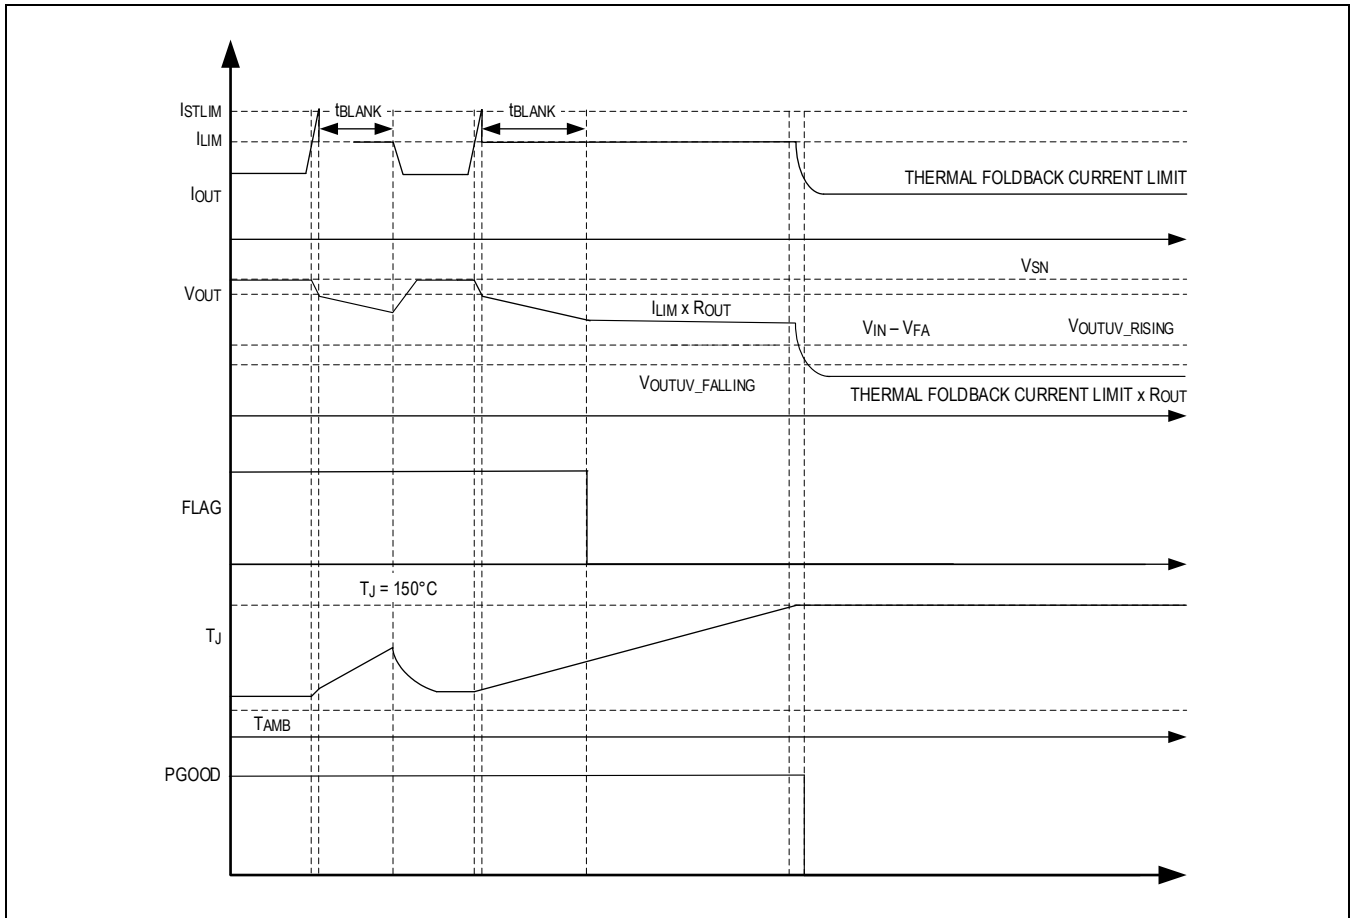 ISTLIM
tBLANK
tBLANK
ILIM
THERMAL FOLDBACK CURRENT LIMIT
IOUT
VSN
VOUT
ILIM x ROUT
VIN – VFA
VOUTUV_RISING
VOUTUV_FALLING
THERMAL FOLDBACK CURRENT LIMIT x ROUT
FLAG
TJ = 150°C
TJ
TAMB
PGOOD